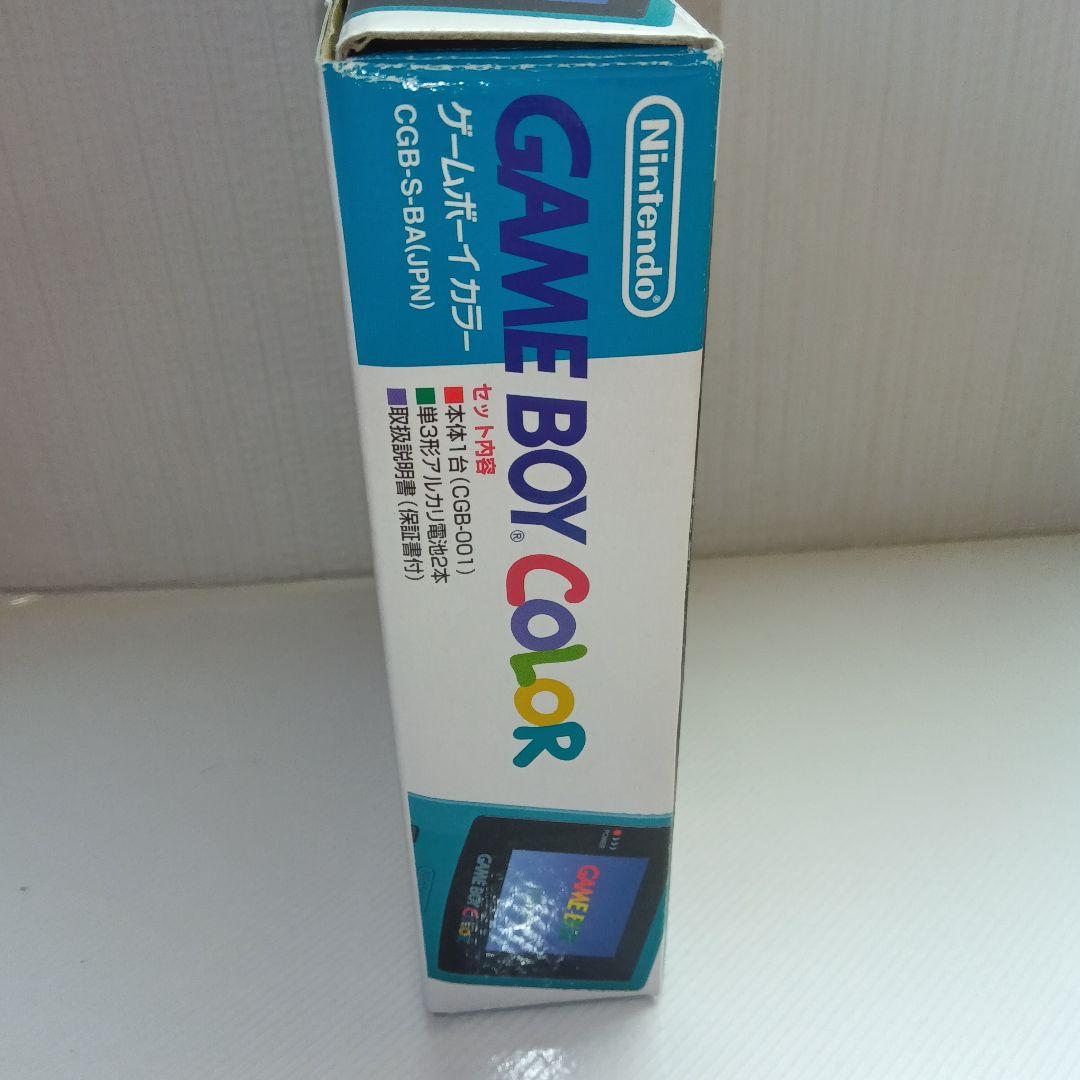 Nintendo®
GAME BOY® COLOR
ゲームボーイカラー
CGB-S-BA(JPN)
セット内容
■本体1台(CGB-001)
■単3形アルカリ電池2本
■取扱説明書(保証書付)
POWER
GAME BOY
GAME BOY COLOR